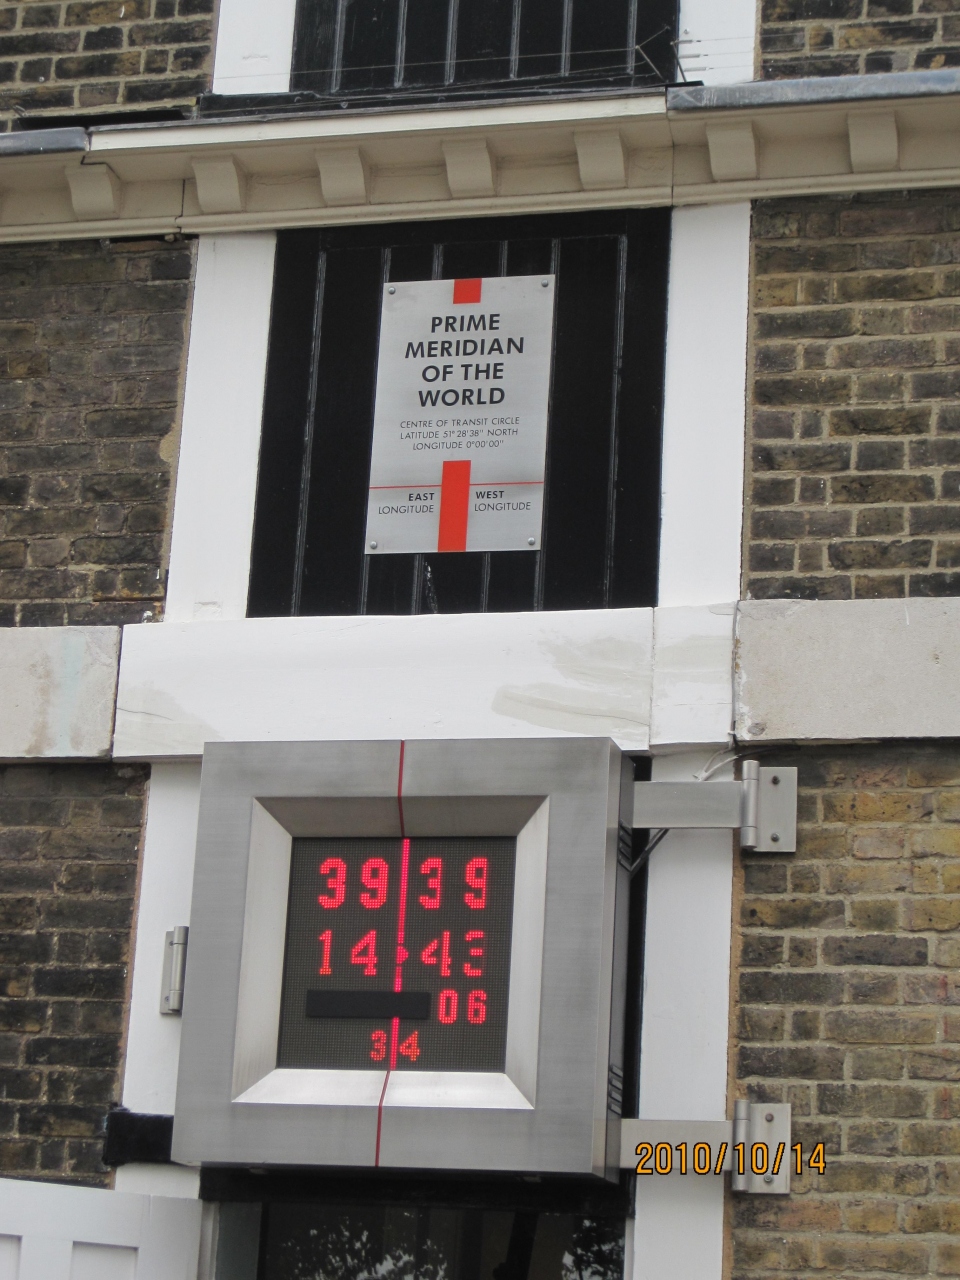 PRIME
MERIDIAN
OF THE
WORLD
CENTRE OF TRANSIT CIRCLE
LATITUDE 51° 28'38" NORTH
LONGITUDE 0°00'00"
EAST WEST
LONGITUDE LONGITUDE
39 39
14 43
06
34
2010/10/14